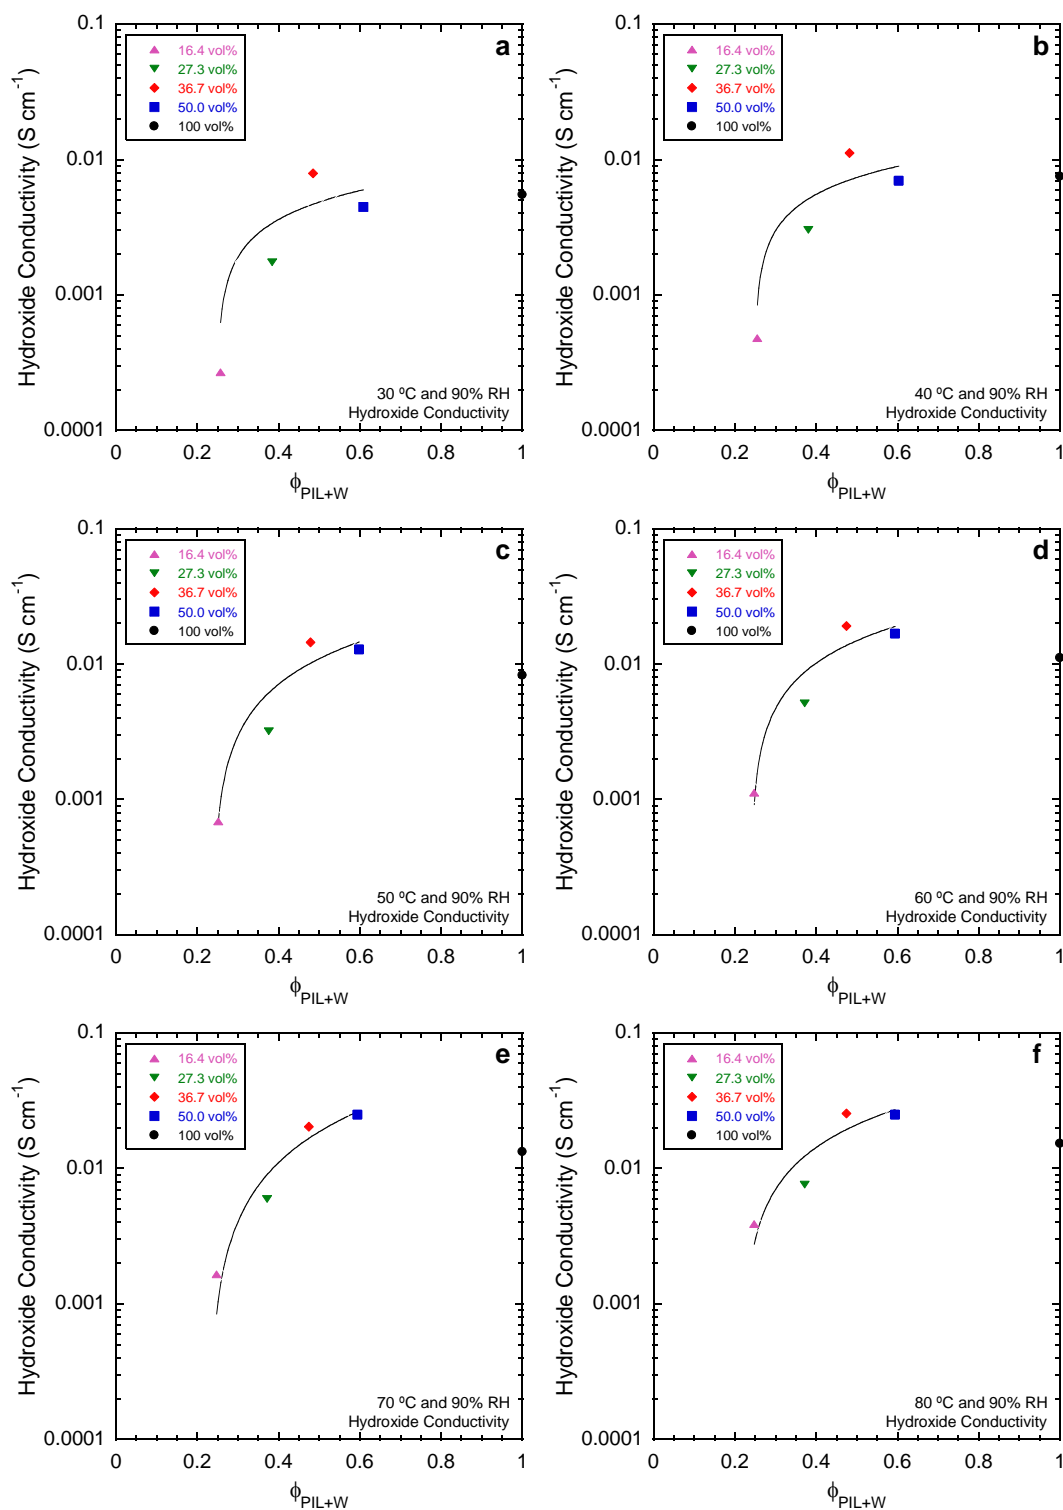 a
16.4 vol%
27.3 vol%
36.7 vol%
50.0 vol%
100 vol%
0.1
0.01
0.001
0.0001
Hydroxide Conductivity (S cm⁻¹)
30 ºC and 90% RH
Hydroxide Conductivity
0 0.2 0.4 0.6 0.8 1
ϕPIL+W
b
16.4 vol%
27.3 vol%
36.7 vol%
50.0 vol%
100 vol%
0.1
0.01
0.001
0.0001
Hydroxide Conductivity (S cm⁻¹)
40 ºC and 90% RH
Hydroxide Conductivity
0 0.2 0.4 0.6 0.8 1
ϕPIL+W
c
16.4 vol%
27.3 vol%
36.7 vol%
50.0 vol%
100 vol%
0.1
0.01
0.001
0.0001
Hydroxide Conductivity (S cm⁻¹)
50 ºC and 90% RH
Hydroxide Conductivity
0 0.2 0.4 0.6 0.8 1
ϕPIL+W
d
16.4 vol%
27.3 vol%
36.7 vol%
50.0 vol%
100 vol%
0.1
0.01
0.001
0.0001
Hydroxide Conductivity (S cm⁻¹)
60 ºC and 90% RH
Hydroxide Conductivity
0 0.2 0.4 0.6 0.8 1
ϕPIL+W
e
16.4 vol%
27.3 vol%
36.7 vol%
50.0 vol%
100 vol%
0.1
0.01
0.001
0.0001
Hydroxide Conductivity (S cm⁻¹)
70 ºC and 90% RH
Hydroxide Conductivity
0 0.2 0.4 0.6 0.8 1
ϕPIL+W
f
16.4 vol%
27.3 vol%
36.7 vol%
50.0 vol%
100 vol%
0.1
0.01
0.001
0.0001
Hydroxide Conductivity (S cm⁻¹)
80 ºC and 90% RH
Hydroxide Conductivity
0 0.2 0.4 0.6 0.8 1
ϕPIL+W